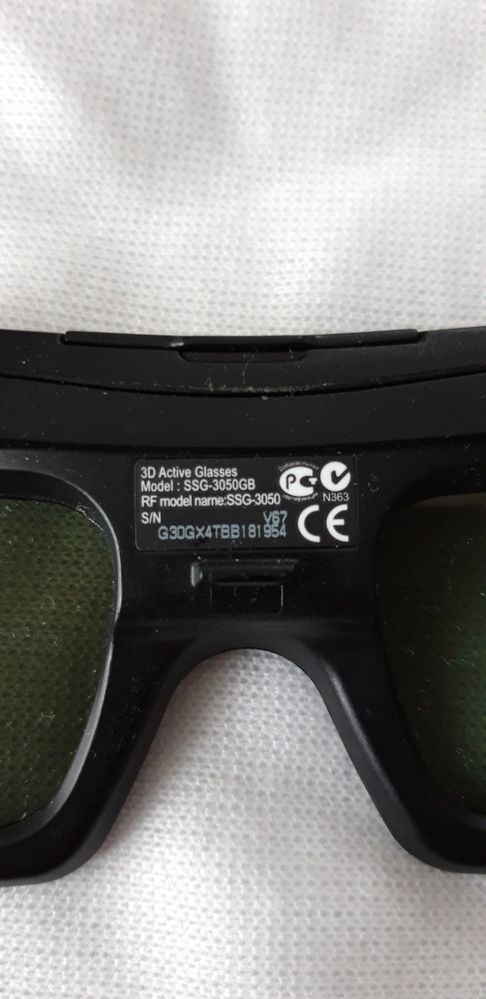 3D Active Glasses
Model : SSG-3050GB
RF model name:SSG-3050
S/N
V67
G30GX4TBB181954
N363
CE